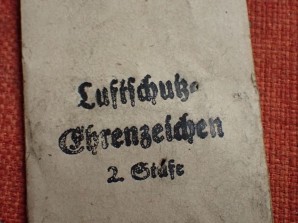 Luftschutz-
Ehrenzeichen
2. Stufe